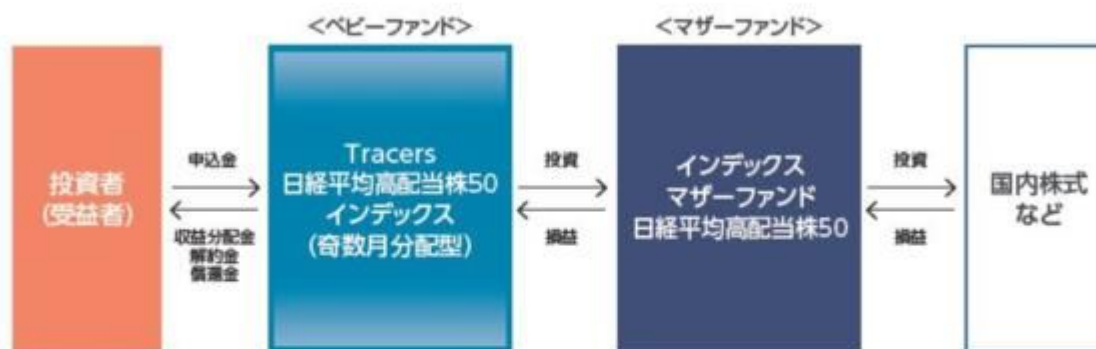 ＜ベビーファンド＞
＜マザーファンド＞
投資者
(受益者)
申込金
収益分配金
解約金
償還金
Tracers
日経平均高配当株50
インデックス
(奇数月分配型)
投資
損益
インデックス
マザーファンド
日経平均高配当株50
投資
損益
国内株式
など